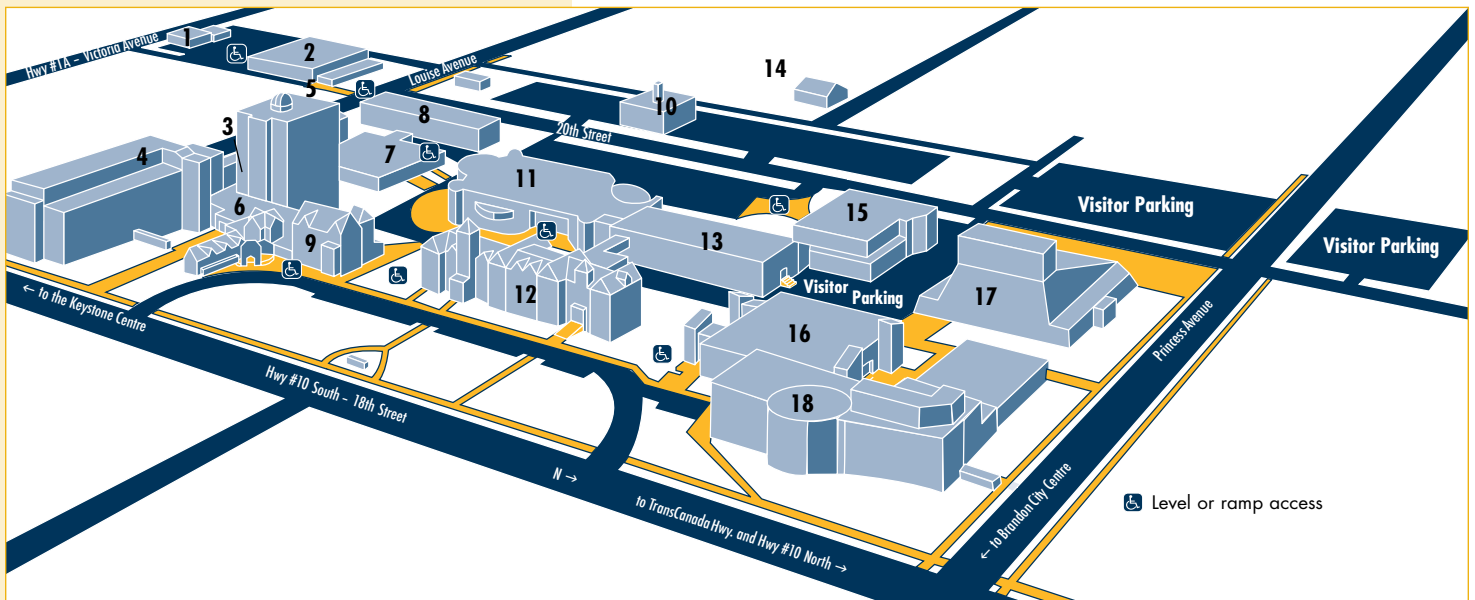 1
Hwy #1A – Victoria Avenue
2
Louise Avenue
14
5
10
8
3
20th Street
4
7
11
6
15
Visitor Parking
9
13
Visitor Parking
12
Visitor Parking
17
← to the Keystone Centre
16
Princess Avenue
Hwy #10 South – 18th Street
18
N →
to TransCanada Hwy. and Hwy #10 North →
← to Brandon City Centre
Level or ramp access